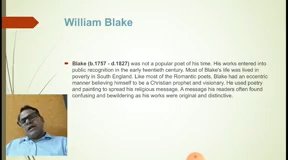 William Blake
Blake (b.1757 - d.1827) was not a popular poet of his time. His works entered into
public recognition in the early twentieth century. Most of Blake's life was lived in
poverty in South England. Like most of the Romantic poets, Blake had an eccentric
manner believing himself to be a Christian prophet and visionary. He used poetry
and painting to spread his religious message. A message his readers often found
confusing and bewildering as his works were original and distinctive.